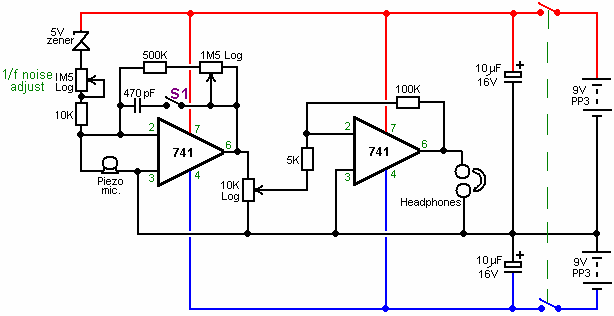 5V
zener
1/f noise
adjust
1M5
Log
10K
500K
1M5 Log
470 pF
S1
2
7
741
6
3
4
Piezo
mic.
10K
Log
5K
100K
2
7
741
6
3
4
Headphones
10µF
16V
+
9V
PP3
10µF
16V
+
9V
PP3